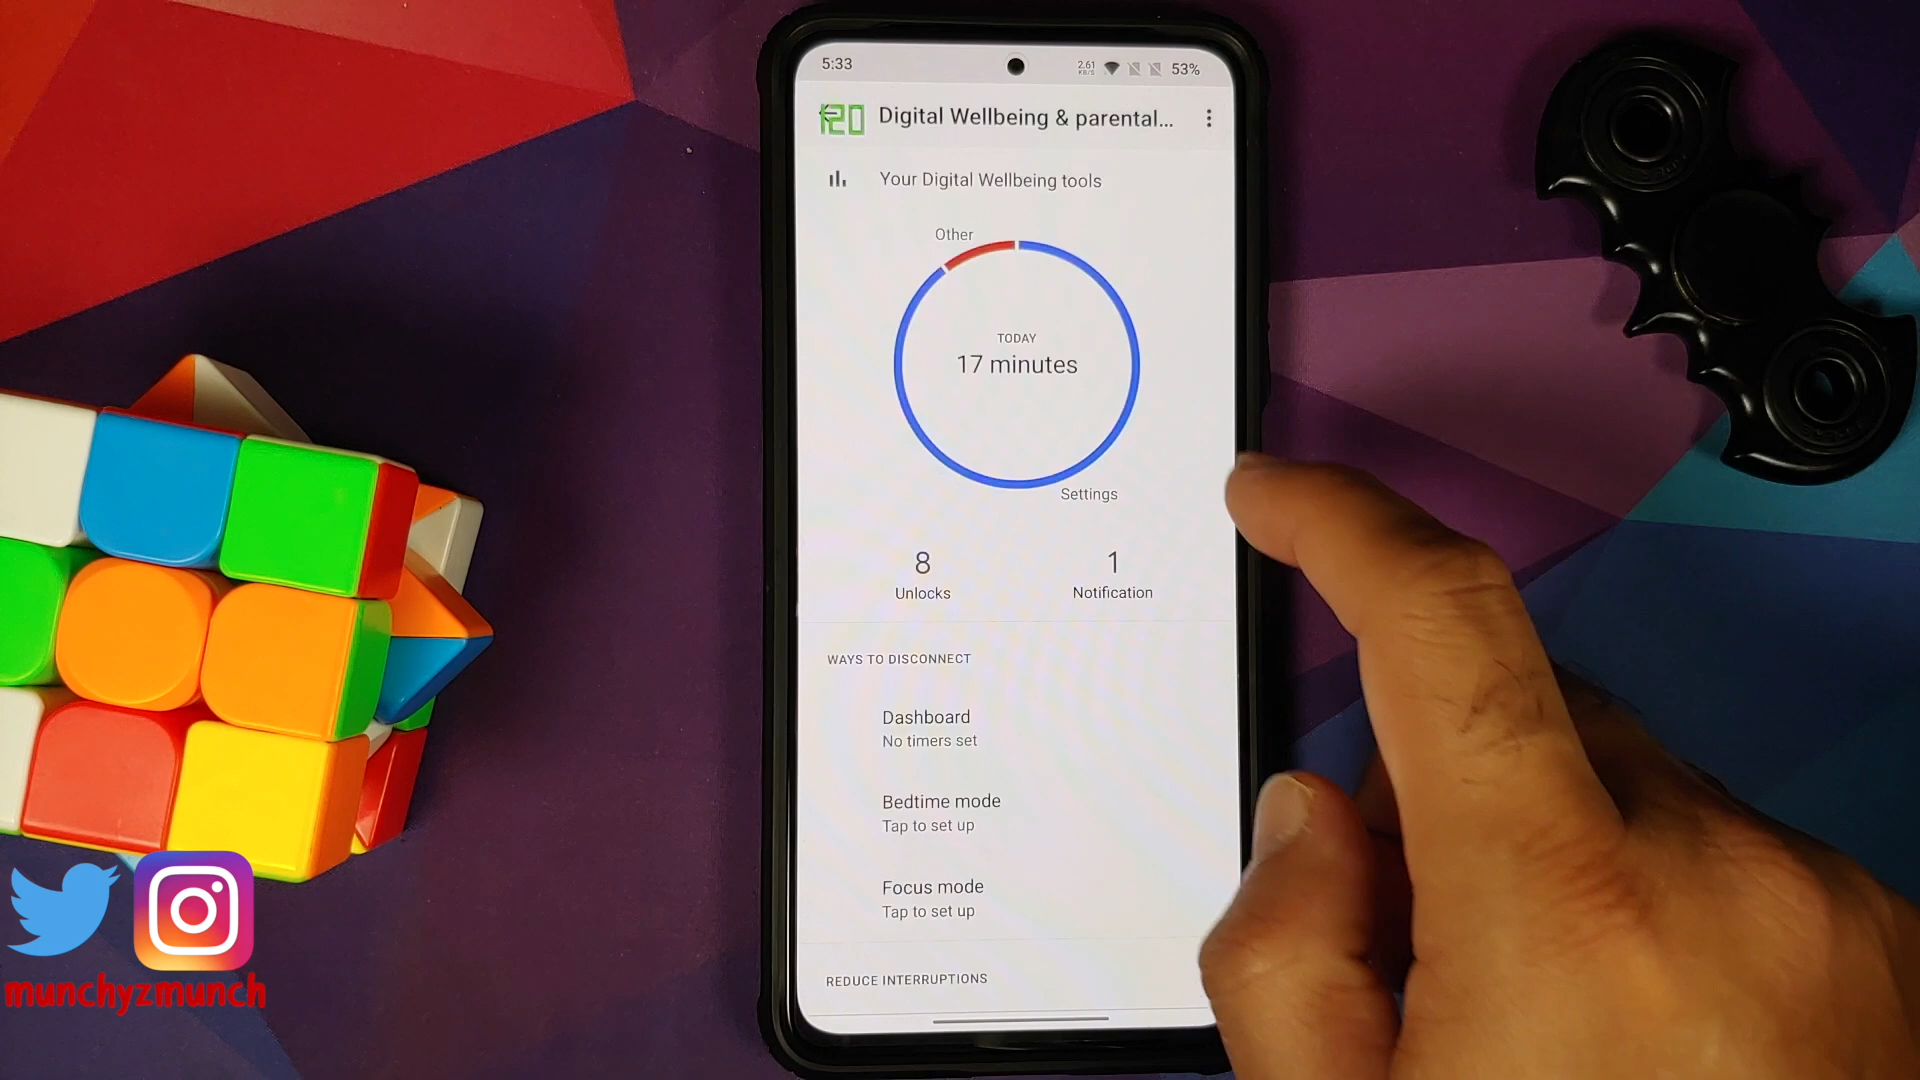 5:33
2.61
KB/S
53%
120
Digital Wellbeing & parental...
Your Digital Wellbeing tools
Other
TODAY
17 minutes
Settings
8
Unlocks
1
Notification
WAYS TO DISCONNECT
Dashboard
No timers set
Bedtime mode
Tap to set up
Focus mode
Tap to set up
REDUCE INTERRUPTIONS
munchyzmunch